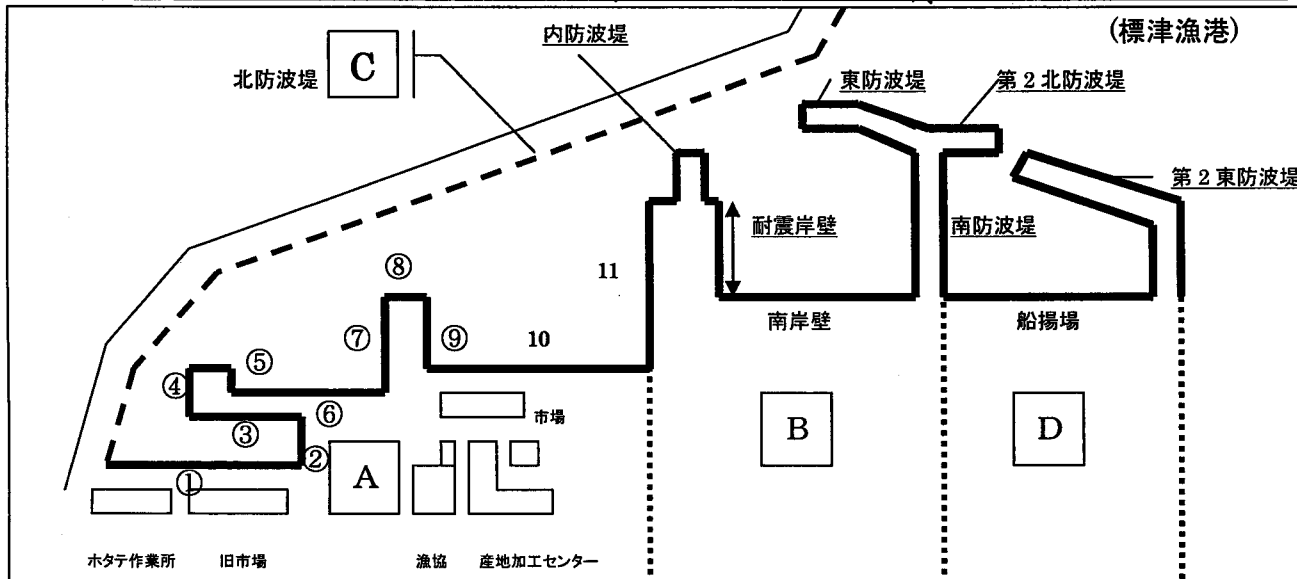 (標津漁港)
内防波堤
C
北防波堤
東防波堤
第2北防波堤
第2東防波堤
耐震岸壁
南防波堤
11
⑧
⑦
⑨
10
南岸壁
船揚場
⑤
④
⑥
③
市場
②
①
A
B
D
ホタテ作業所
旧市場
漁協
産地加工センター